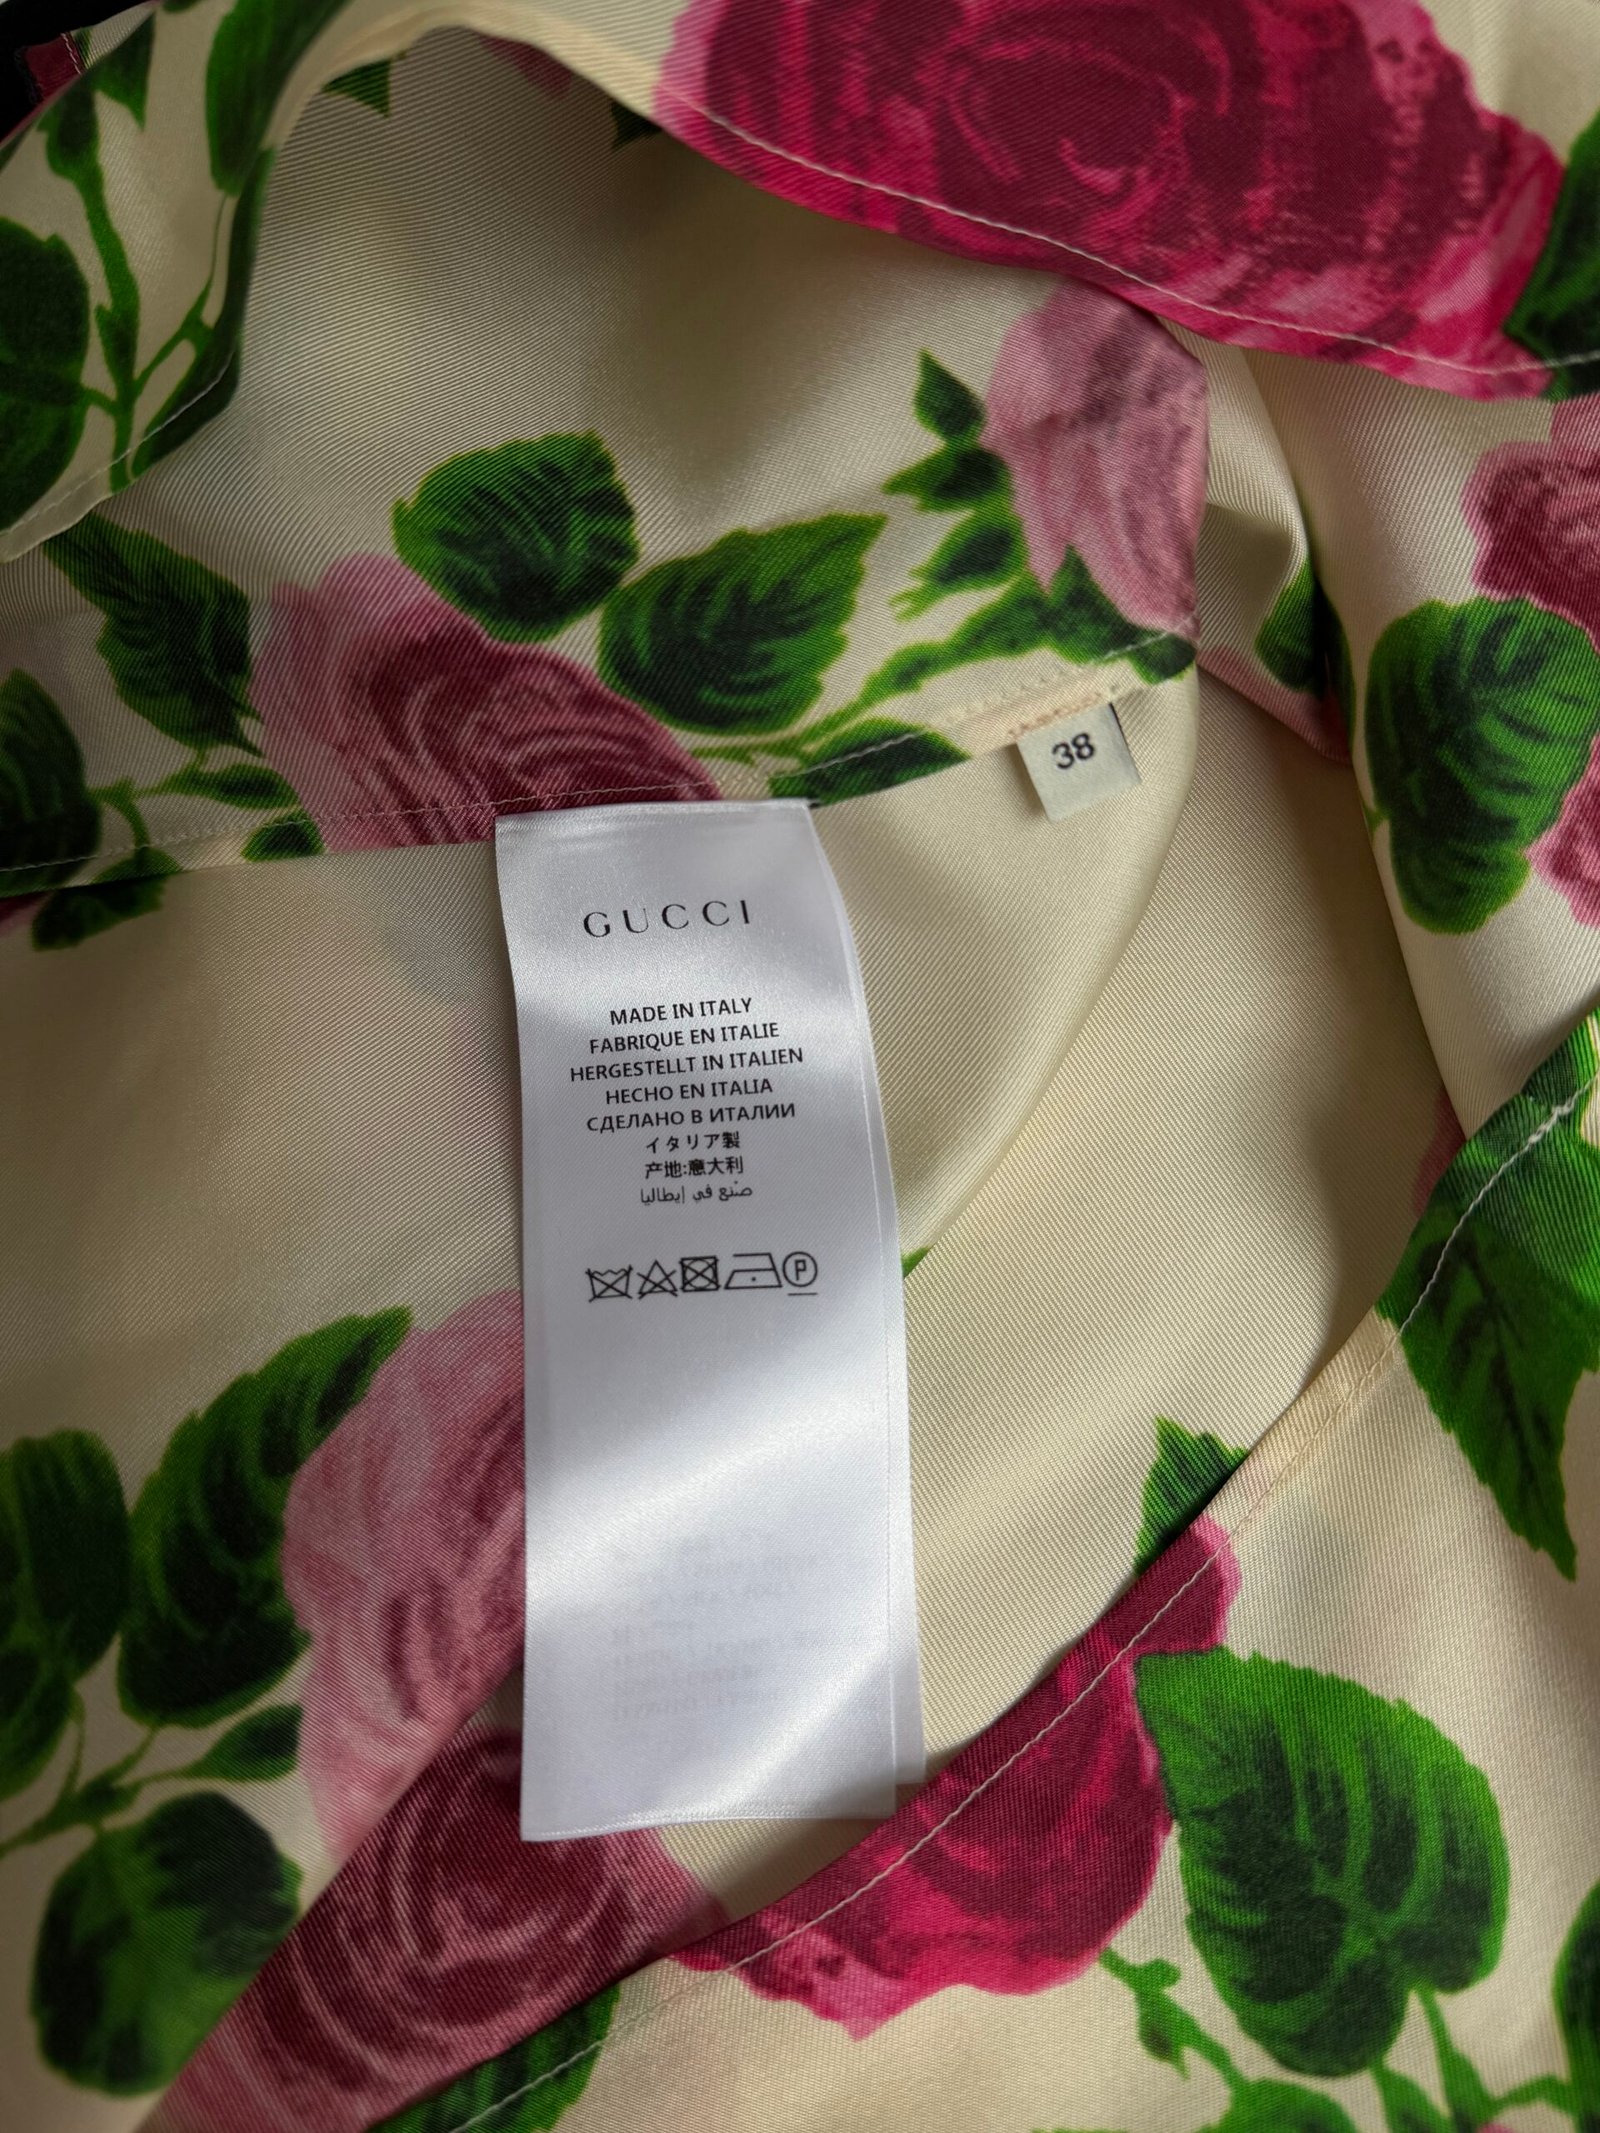 38
GUCCI
MADE IN ITALY
FABRIQUE EN ITALIE
HERGESTELLT IN ITALIEN
HECHO EN ITALIA
СДЕЛАНО В ИТАЛИИ
イタリア製
产地:意大利
صنع في إيطاليا
P